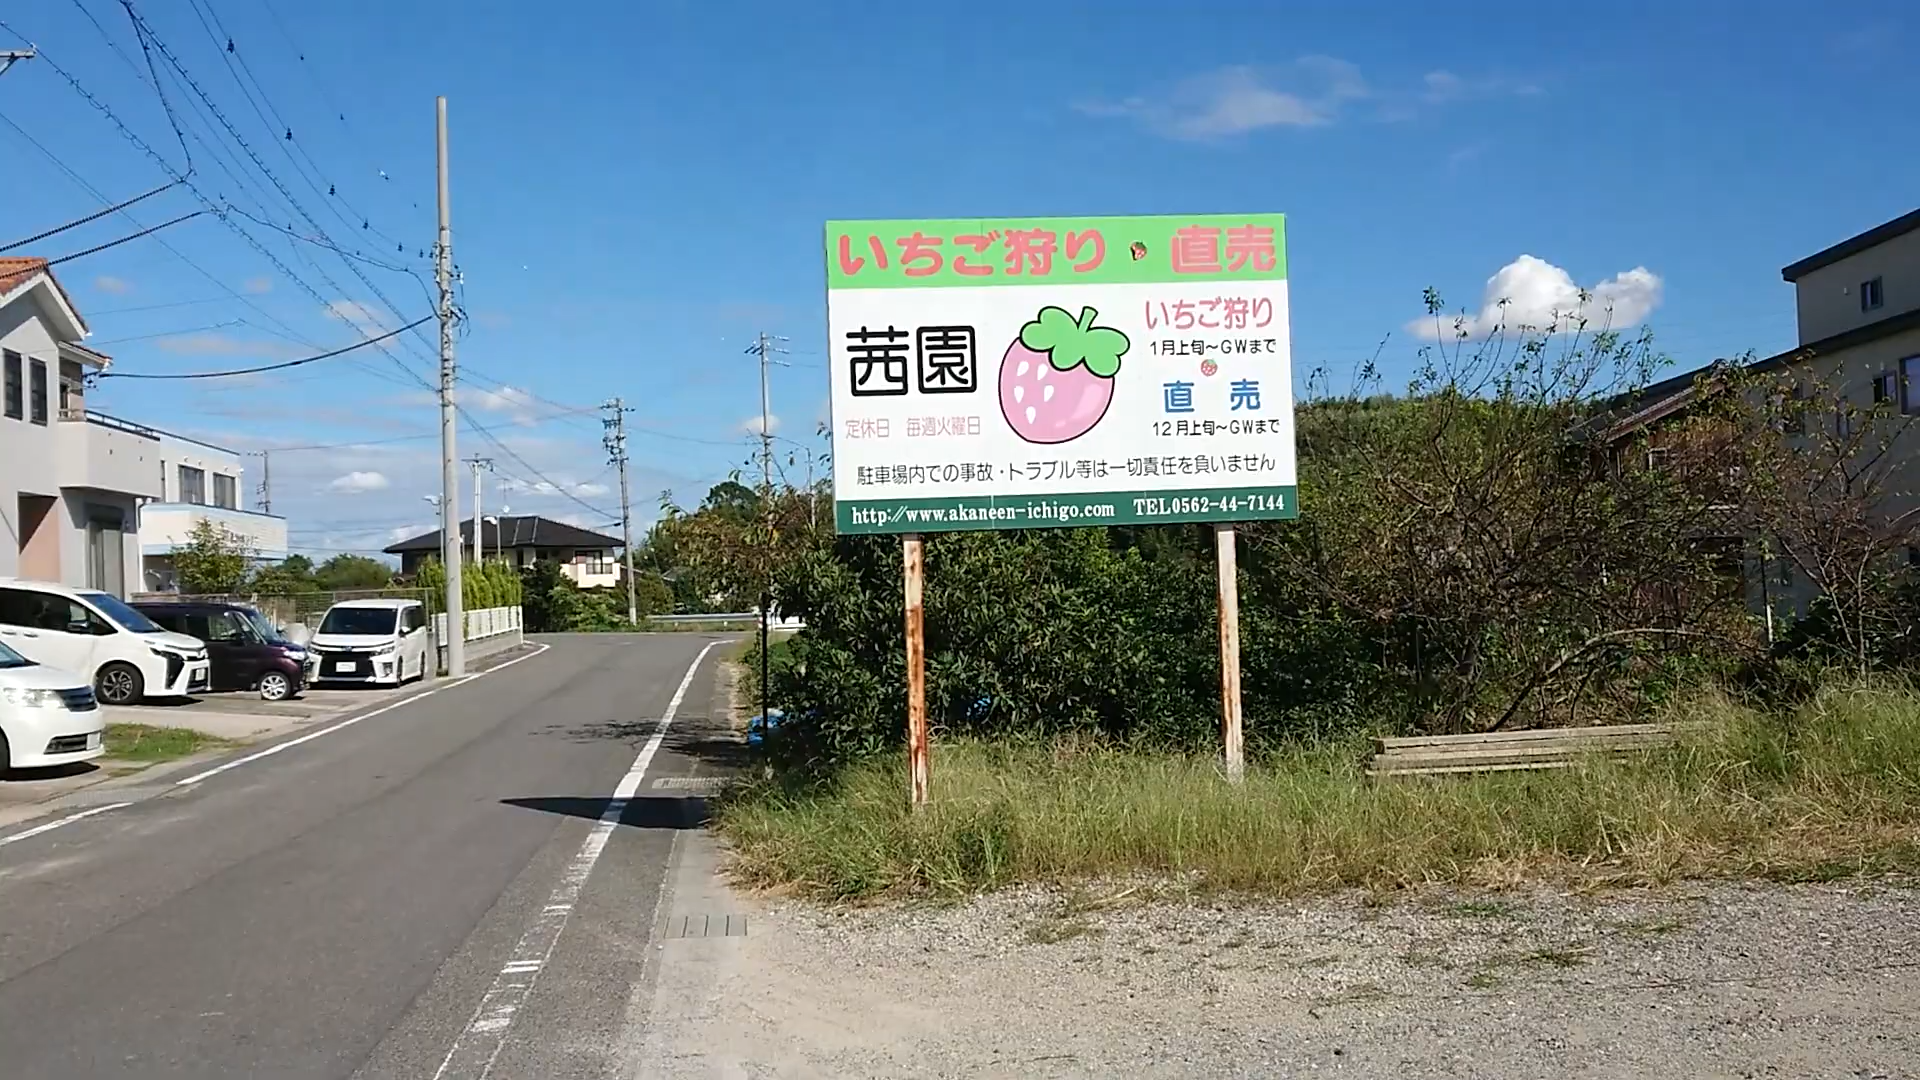 いちご狩り・直売
茜園
定休日 毎週火曜日
いちご狩り
1月上旬～GWまで
直売
12月上旬～GWまで
駐車場内での事故・トラブル等は一切責任を負いません
http://www.akaneen-ichigo.com TEL0562-44-7144